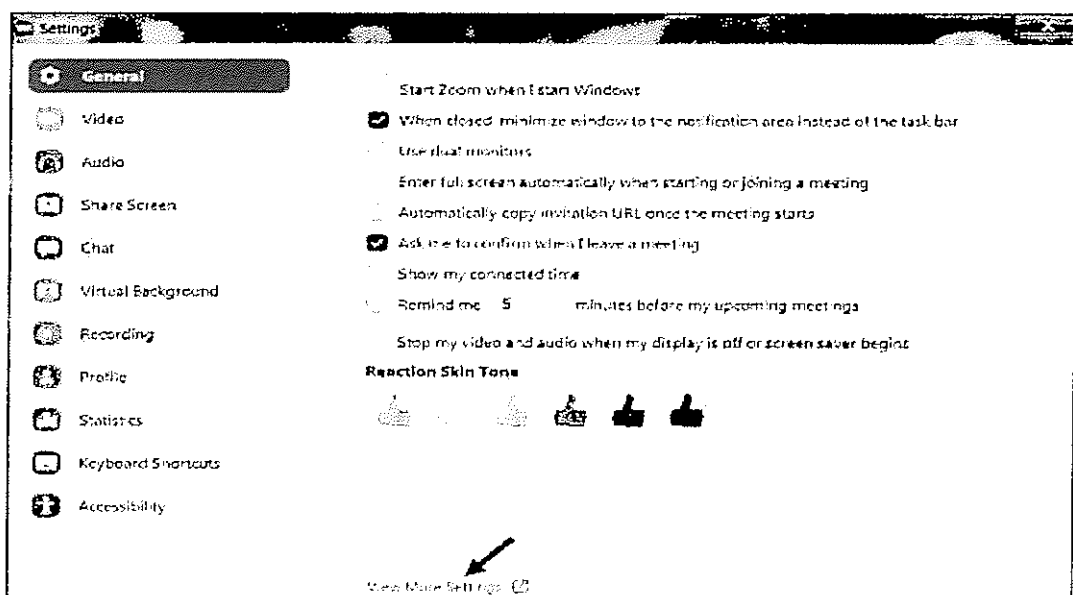 Settings
General
Video
Audio
Share Screen
Chat
Virtual Background
Recording
Profile
Statistics
Keyboard Shortcuts
Accessibility
Start Zoom when I start Windows
When closed, minimize window to the notification area instead of the task bar
Use dual monitors
Enter full screen automatically when starting or joining a meeting
Automatically copy invitation URL once the meeting starts
Ask me to confirm when I leave a meeting
Show my connected time
Remind me 5 minutes before my upcoming meetings
Stop my video and audio when my display is off or screen saver begins
Reaction Skin Tone
View More Settings